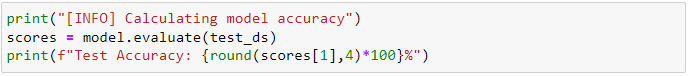 print("[INFO] Calculating model accuracy")
scores = model.evaluate(test_ds)
print(f"Test Accuracy: {round(scores[1],4)*100}%")